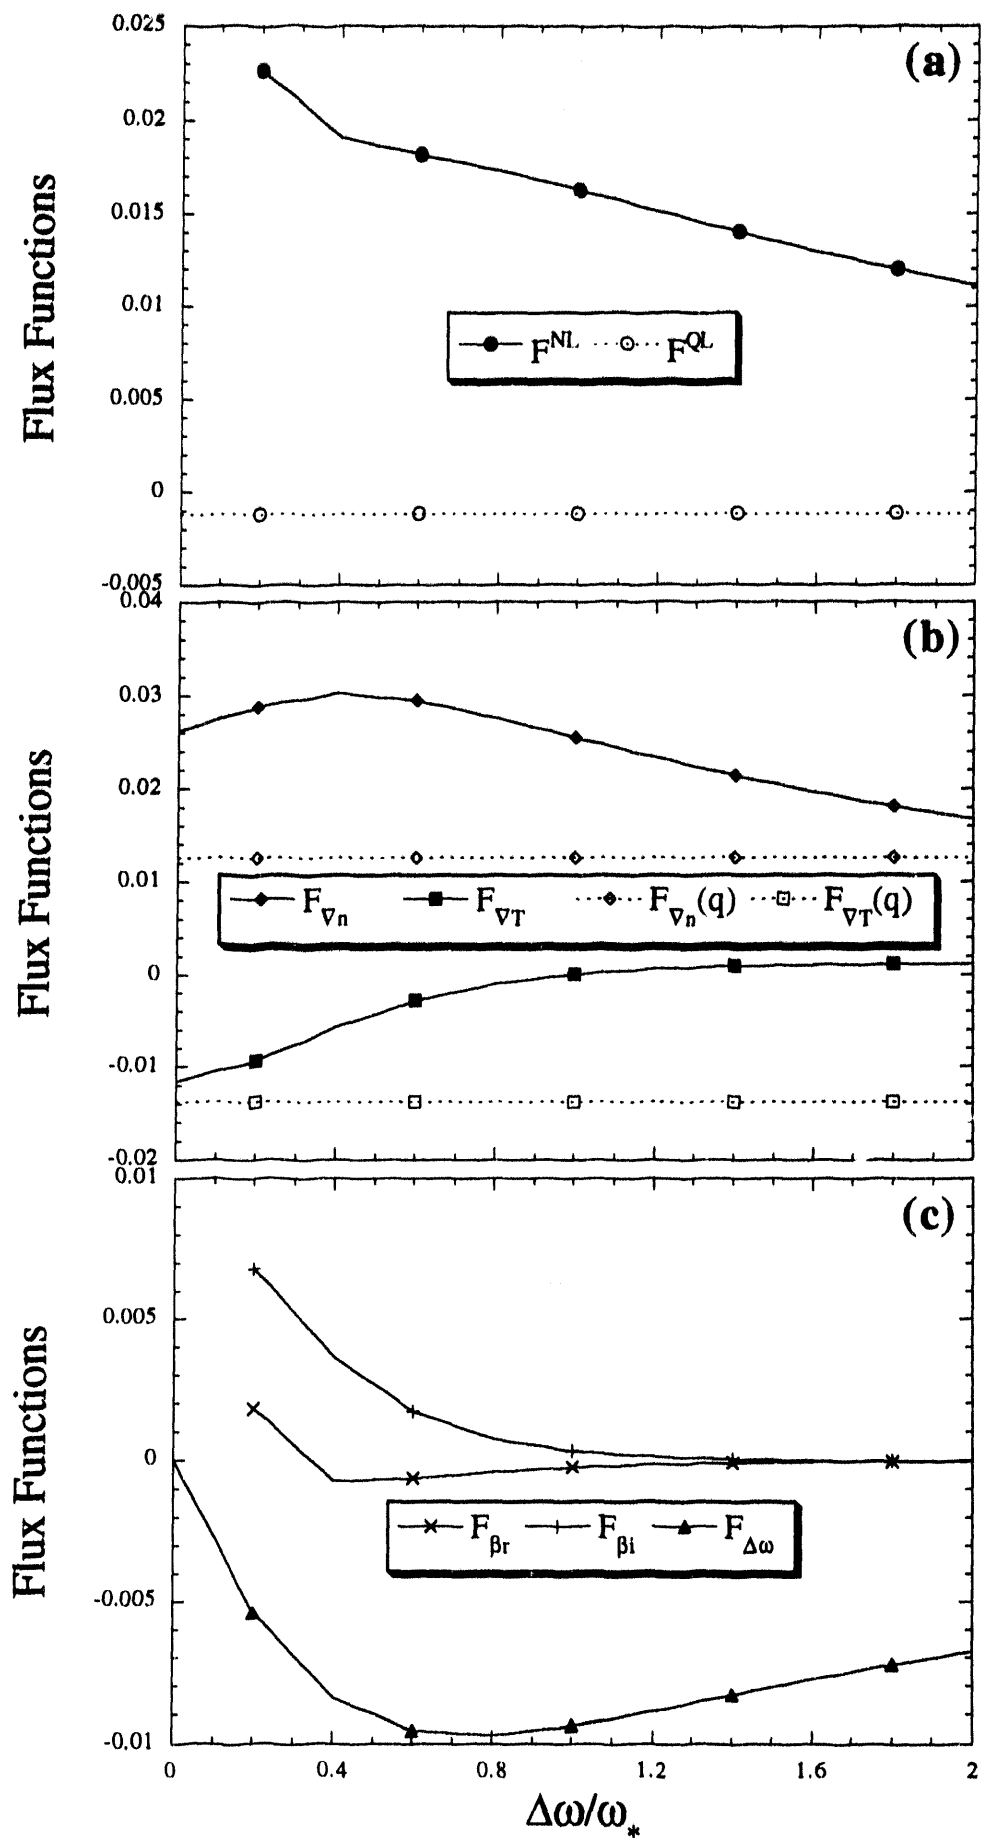 0.025
(a)
0.02
0.015
0.01
0.005
0
-0.005
Flux Functions
F^NL F^QL
0.04
(b)
0.03
0.02
0.01
0
-0.01
-0.02
Flux Functions
F_∇n F_∇T F_∇n(q) F_∇T(q)
0.01
(c)
0.005
0
-0.005
-0.01
Flux Functions
F_βr F_βi F_Δω
0 0.4 0.8 1.2 1.6 2
Δω/ω_*